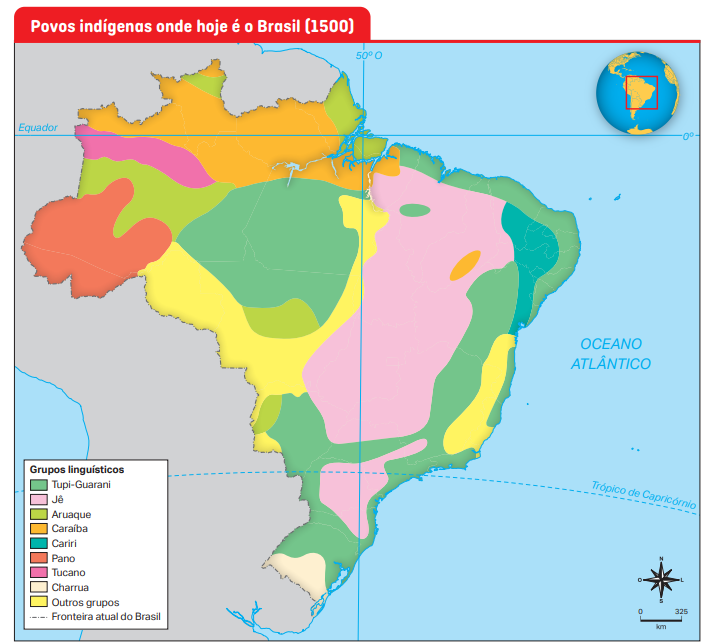 Povos indígenas onde hoje é o Brasil (1500)
50º O
Equador
0º
OCEANO
ATLÂNTICO
Trópico de Capricórnio
Grupos linguísticos
Tupi-Guarani
Jê
Aruaque
Caraíba
Cariri
Pano
Tucano
Charrua
Outros grupos
Fronteira atual do Brasil
N
O
L
S
0
325
km